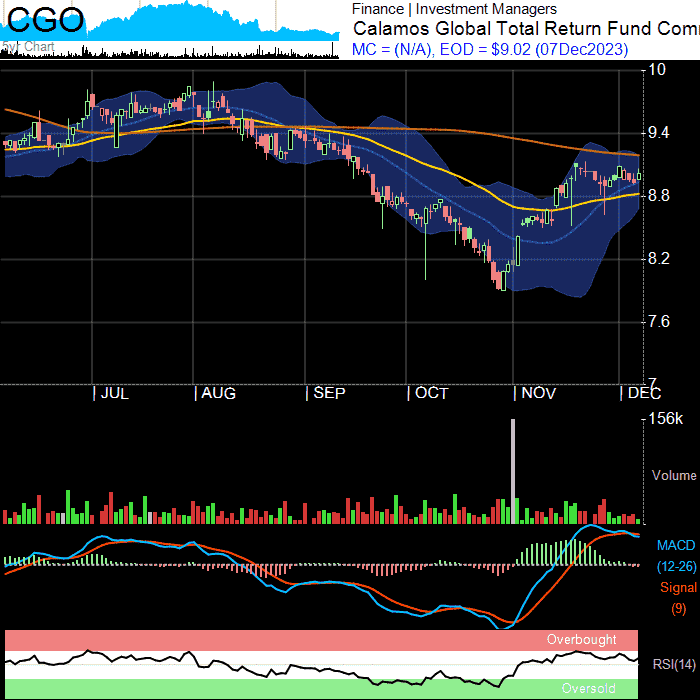 CGO
Finance | Investment Managers
Calamos Global Total Return Fund Com
MC = (N/A), EOD = $9.02 (07Dec2023)
Chart
10
9.4
8.8
8.2
7.6
7
JUL
AUG
SEP
OCT
NOV
DEC
156k
Volume
MACD
(12-26)
Signal
(9)
Overbought
RSI(14)
Oversold